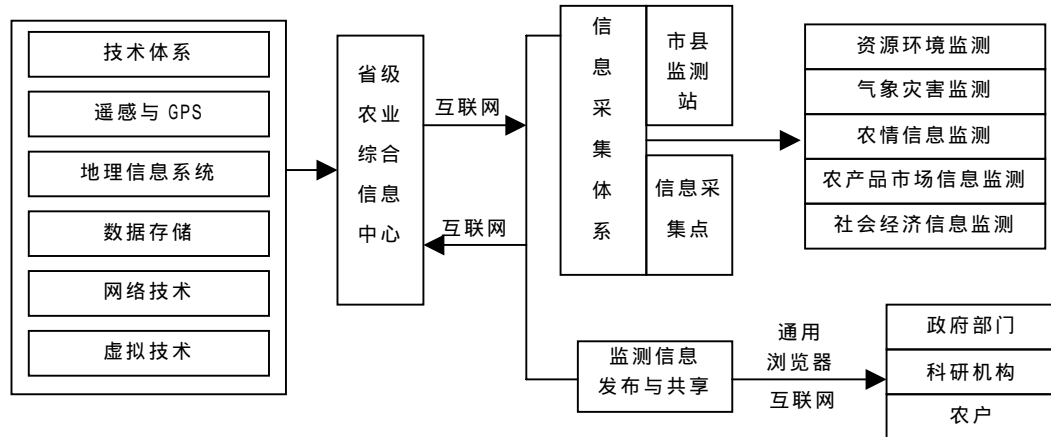 技术体系
遥感与 GPS
地理信息系统
数据存储
网络技术
虚拟技术
省级
农业
综合
信息
中心
互联网
互联网
信
息
采
集
体
系
市县
监测
站
信息采
集点
资源环境监测
气象灾害监测
农情信息监测
农产品市场信息监测
社会经济信息监测
监测信息
发布与共享
通用
浏览器
互联网
政府部门
科研机构
农户